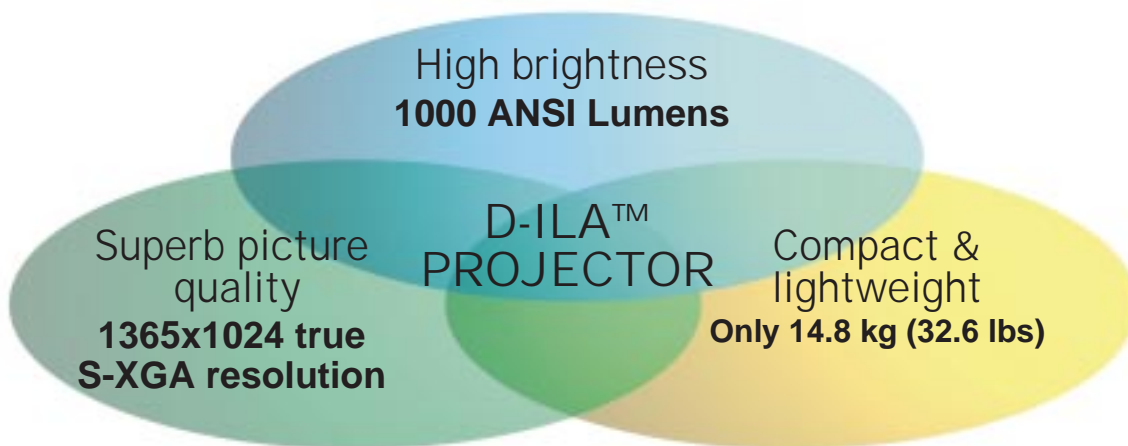 High brightness
1000 ANSI Lumens
D-ILA™
PROJECTOR
Superb picture
quality
1365x1024 true
S-XGA resolution
Compact &
lightweight
Only 14.8 kg (32.6 lbs)